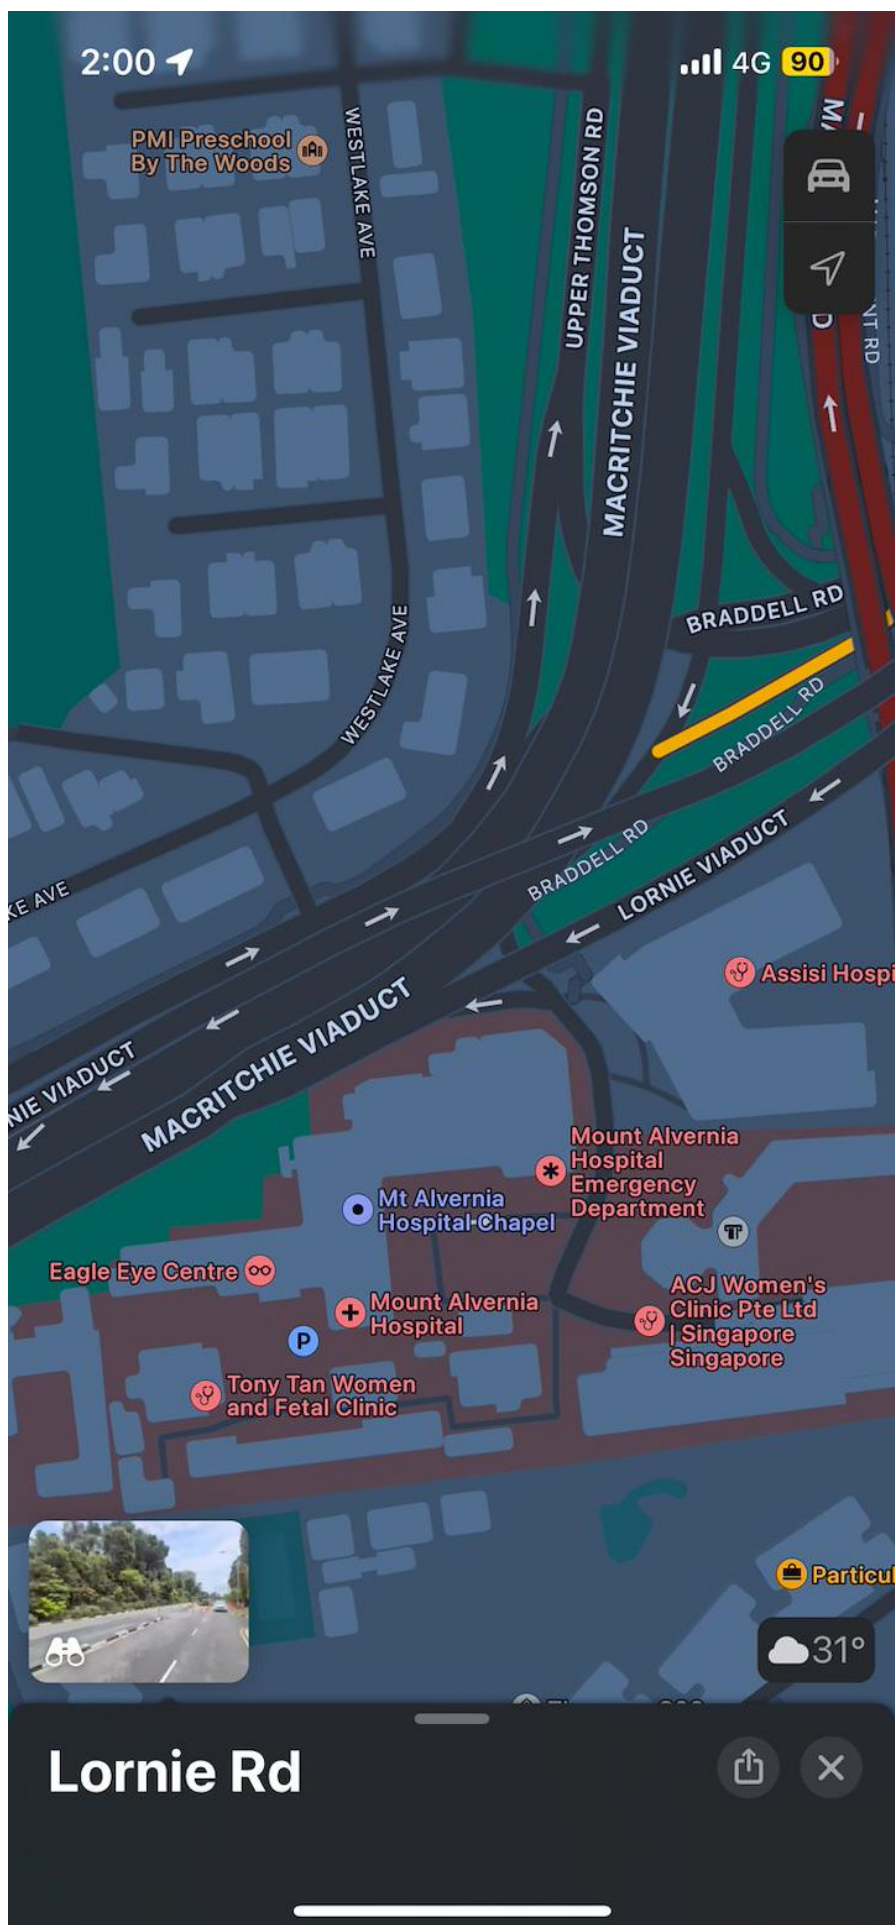 2:00
4G
90
PMI Preschool
By The Woods
WESTLAKE AVE
UPPER THOMSON RD
MACRITCHIE VIADUCT
NT RD
BRADDELL RD
WESTLAKE AVE
BRADDELL RD
BRADDELL RD
LORNIE VIADUCT
KE AVE
Assisi Hospi
MACRITCHIE VIADUCT
NIE VIADUCT
Mount Alvernia
Hospital
Emergency
Department
Mt Alvernia
Hospital Chapel
Eagle Eye Centre
Mount Alvernia
Hospital
P
ACJ Women's
Clinic Pte Ltd
| Singapore
Singapore
Tony Tan Women
and Fetal Clinic
Particul
31°
Lornie Rd